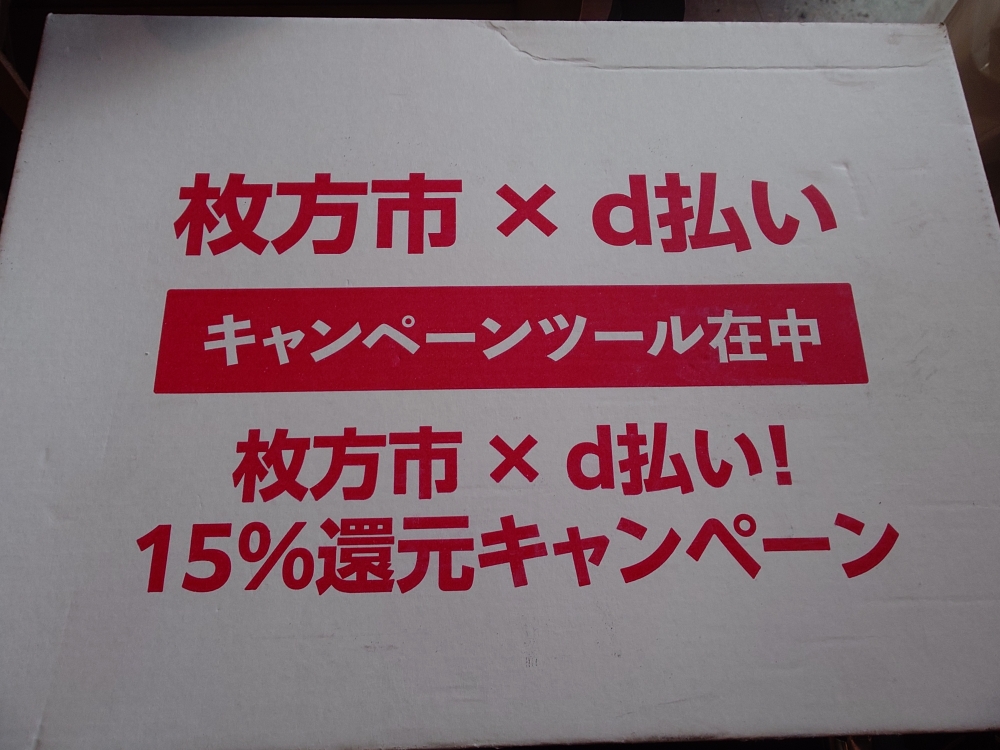 枚方市 × d払い
キャンペーンツール在中
枚方市 × d払い!
15%還元キャンペーン